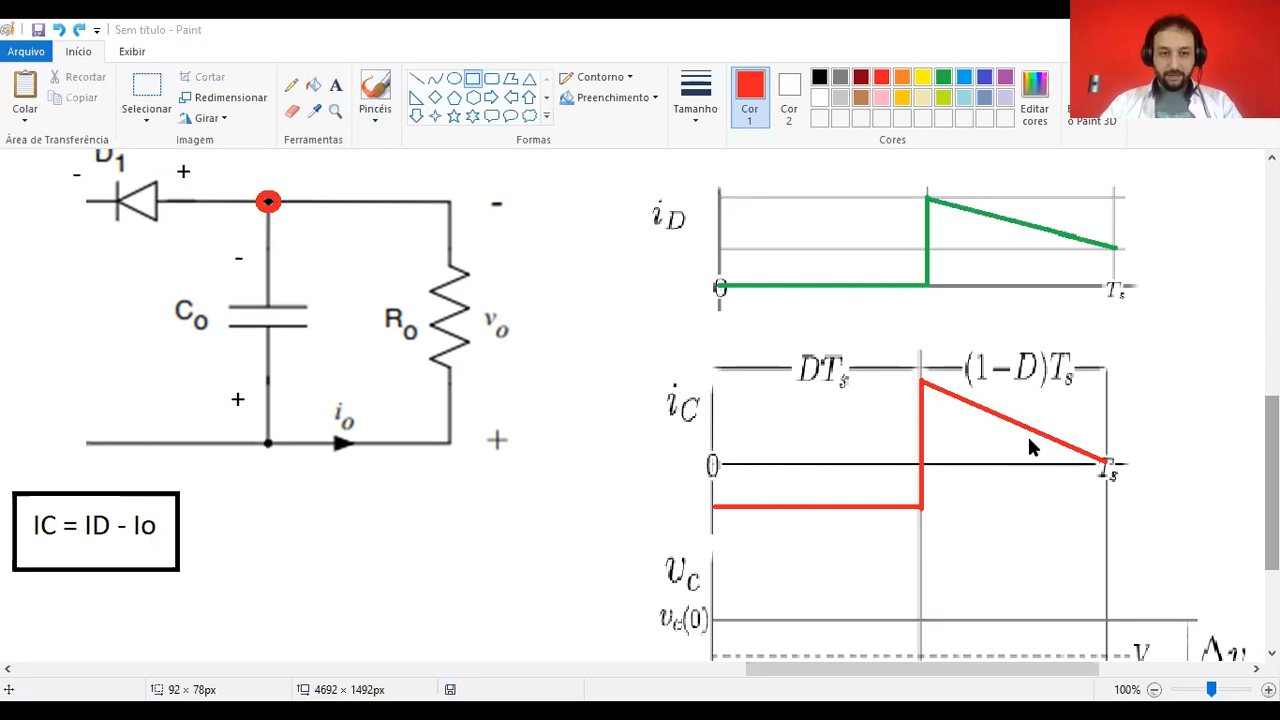 Sem título - Paint
Arquivo
Início
Exibir
Colar
Recortar
Copiar
Área de Transferência
Selecionar
Cortar
Redimensionar
Girar
Imagem
Ferramentas
Pincéis
Contorno
Preenchimento
Formas
Tamanho
Cor
1
Cor
2
Editar
cores
o Paint 3D
Cores
D1
- +
-
-
Co
Ro
vo
+
io
+
IC = ID - Io
iD
0
Ts
DTs
(1-D)Ts
iC
0
Ts
vC
vc(0)
V
Δv
92 × 78px
4692 × 1492px
100%